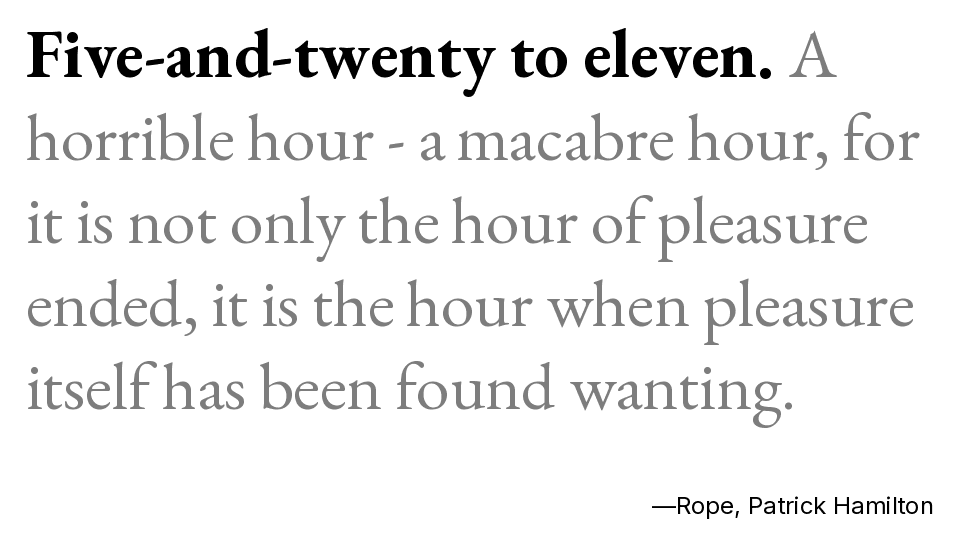 Five-and-twenty to eleven. A
horrible hour - a macabre hour, for
it is not only the hour of pleasure
ended, it is the hour when pleasure
itself has been found wanting.
—Rope, Patrick Hamilton